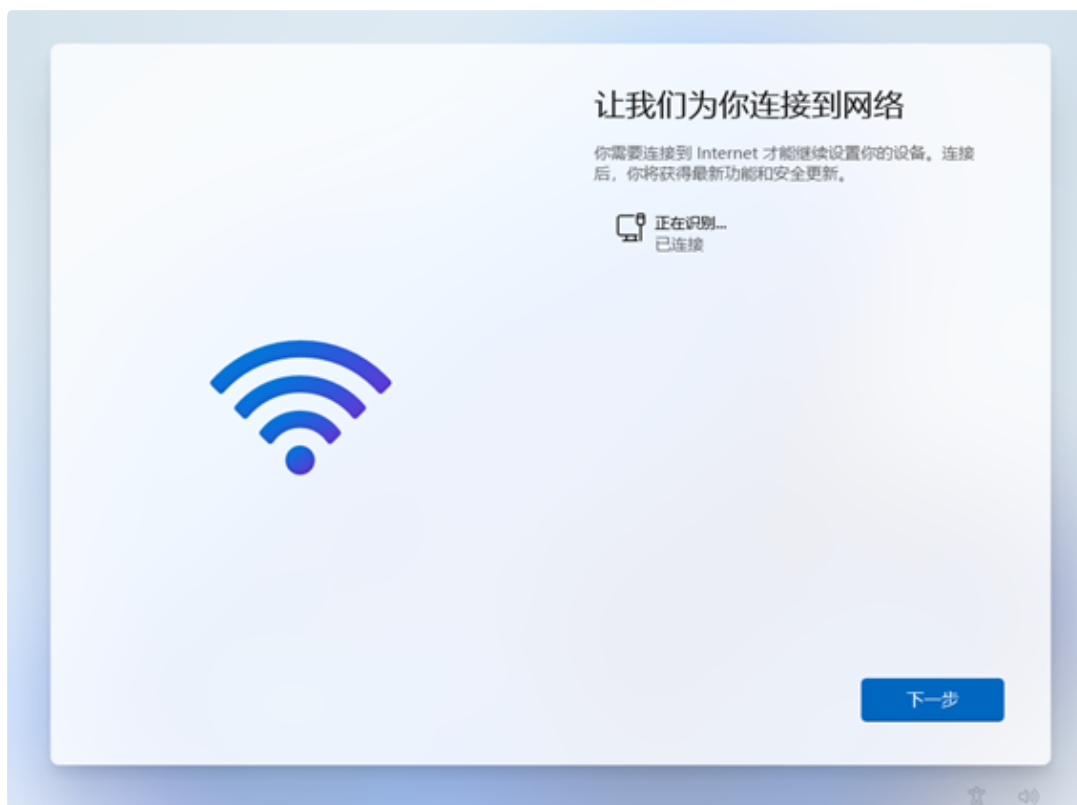 让我们为你连接到网络
你需要连接到 Internet 才能继续设置你的设备。连接
后，你将获得最新功能和安全更新。
正在识别...
已连接
下一步